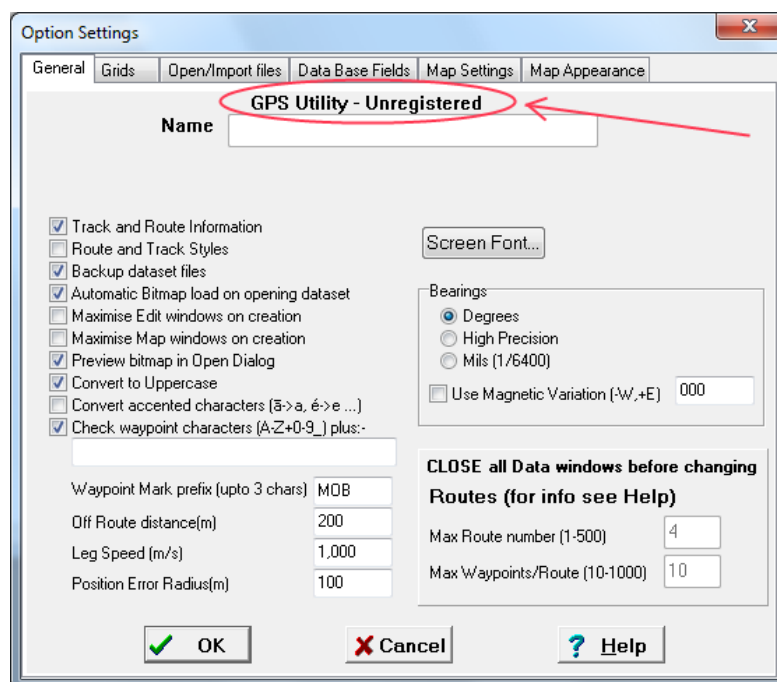 Option Settings
x
General Grids Open/Import files Data Base Fields Map Settings Map Appearance
GPS Utility - Unregistered
Name
Track and Route Information
Route and Track Styles
Backup dataset files
Automatic Bitmap load on opening dataset
Maximise Edit windows on creation
Maximise Map windows on creation
Preview bitmap in Open Dialog
Convert to Uppercase
Convert accented characters (ã->a, é->e ...)
Check waypoint characters (A-Z+0-9_) plus:-
Waypoint Mark prefix (upto 3 chars) MOB
Off Route distance(m) 200
Leg Speed (m/s) 1,000
Position Error Radius(m) 100
Screen Font...
Bearings
Degrees
High Precision
Mils (1/6400)
Use Magnetic Variation (-W,+E) 000
CLOSE all Data windows before changing
Routes (for info see Help)
Max Route number (1-500) 4
Max Waypoints/Route (10-1000) 10
OK Cancel ? Help